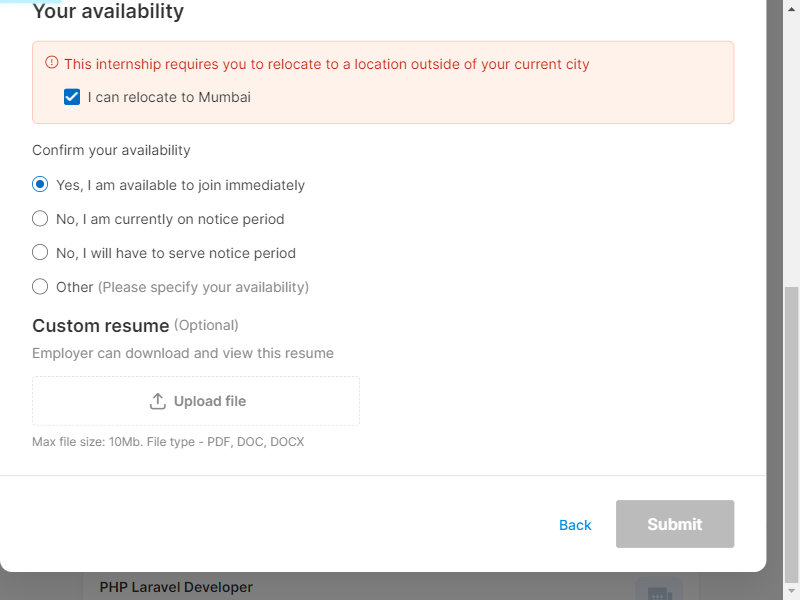 Your availability
This internship requires you to relocate to a location outside of your current city
I can relocate to Mumbai
Confirm your availability
Yes, I am available to join immediately
No, I am currently on notice period
No, I will have to serve notice period
Other (Please specify your availability)
Custom resume (Optional)
Employer can download and view this resume
Upload file
Max file size: 10Mb. File type - PDF, DOC, DOCX
Back
Submit
PHP Laravel Developer